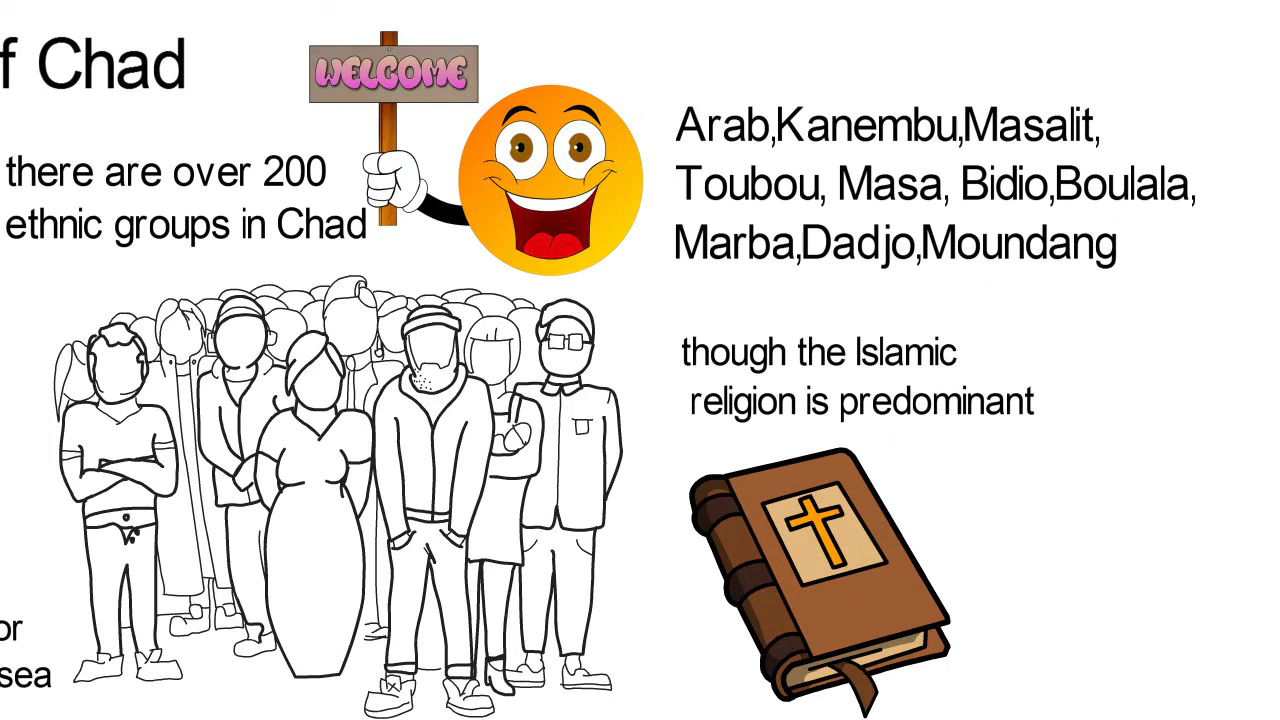 f Chad
WELCOME
there are over 200
ethnic groups in Chad
Arab,Kanembu,Masalit,
Toubou, Masa, Bidio,Boulala,
Marba,Dadjo,Moundang
though the Islamic
religion is predominant
or
sea